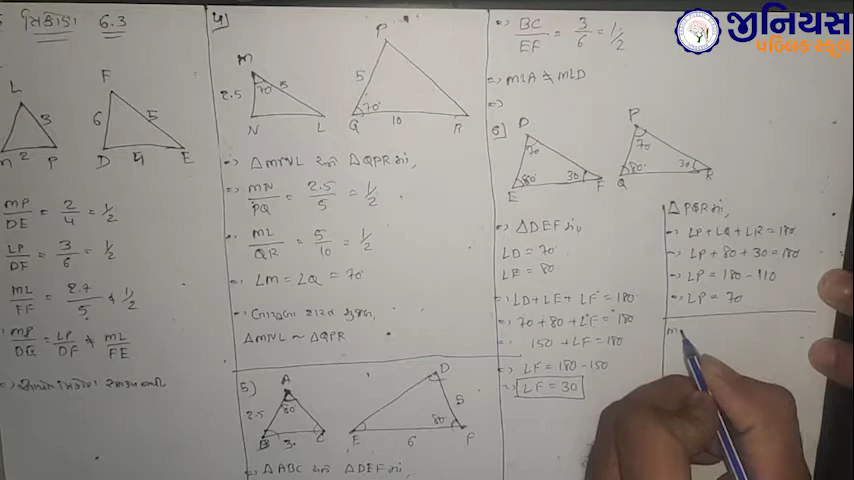 ત્રિકોણ 6.3
L
3
M 2 P
F
6 5
D 4 E
MP/DE = 2/4 = 1/2
LP/DF = 3/6 = 1/2
ML/FE = 2.7/5 ≠ 1/2
MP/DE = LP/DF ≠ ML/FE
4)
M
2.5 70° 5
N L
P
5
70°
Q 10 R
⇒ ΔMNL અને ΔQPR માં,
⇒ MN/PQ = 2.5/5 = 1/2
⇒ ML/QR = 5/10 = 1/2
⇒ ∠M = ∠Q = 70°
ΔMNL ~ ΔQPR
5)
A
2.5 80°
B 3 C
D
5
80°
E 6 F
⇒ ΔABC અને ΔDEF માં,
⇒ BC/EF = 3/6 = 1/2
⇒ m∠A ≠ m∠D
⇒
6)
D
70°
80° 30°
E F
P
70°
80° 30°
Q R
⇒ ΔDEF માં,
∠D = 70°
∠E = 80
⇒ ∠D+∠E+∠F = 180
⇒ 70+80+∠F = 180
150 +∠F = 180
⇒ ∠F = 180-150
⇒ ∠F = 30
ΔPQR માં,
⇒ ∠P+∠Q+∠R = 180
⇒ ∠P+80+30 = 180
⇒ ∠P = 180-110
⇒ ∠P = 70
m
જીનિયસ
પબ્લિક સ્કૂલ